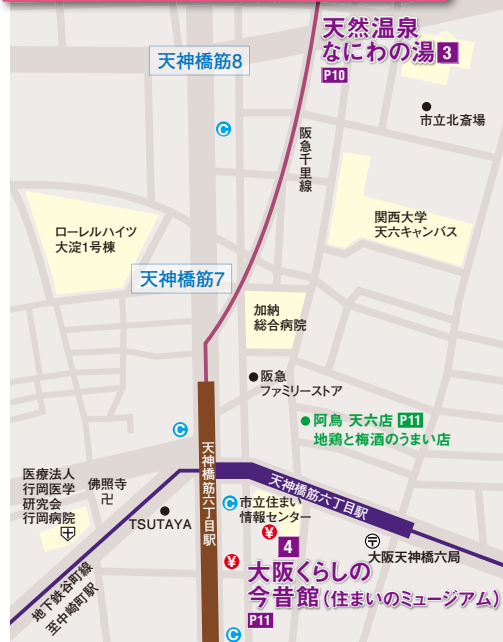 天然温泉
なにわの湯 3
P10
天神橋筋8
市立北斎場
阪急千里線
関西大学
天六キャンパス
ローレルハイツ
大淀1号棟
天神橋筋7
加納
総合病院
阪急
ファミリーストア
阿鳥 天六店 P11
地鶏と梅酒のうまい店
天神橋筋六丁目駅
天神橋筋六丁目駅
医療法人
行岡医学
研究会
行岡病院
佛照寺
卍
TSUTAYA
市立住まい
情報センター
大阪天神橋六局
地下鉄谷町線
至中崎町駅
4
大阪くらしの
今昔館(住まいのミュージアム)
P11
C
C
C
C
¥
¥
〒